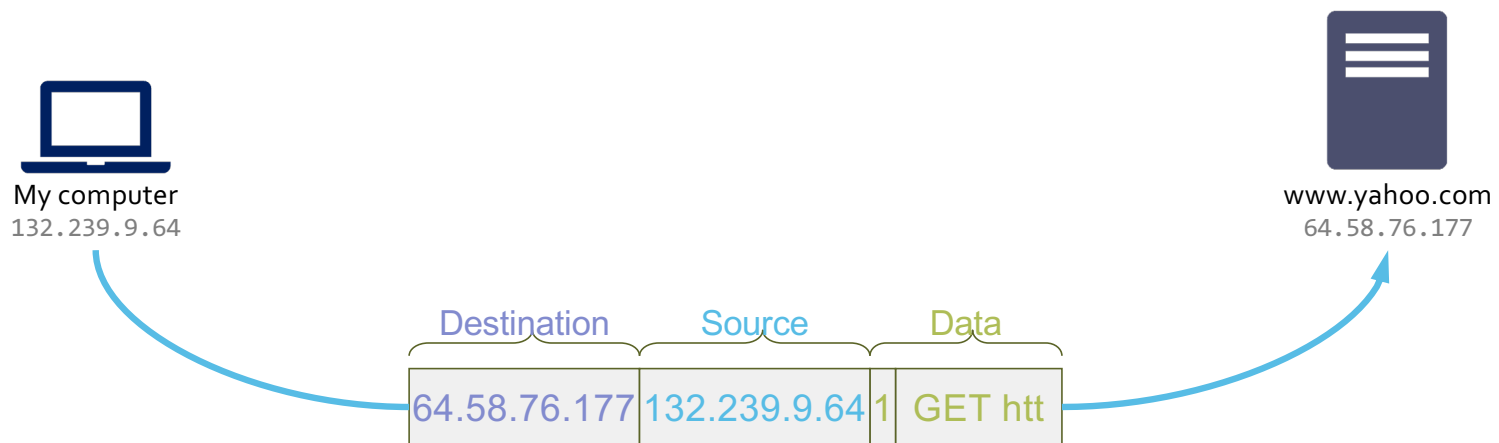 My computer
132.239.9.64
www.yahoo.com
64.58.76.177
Destination Source Data
64.58.76.177 132.239.9.64 1 GET htt